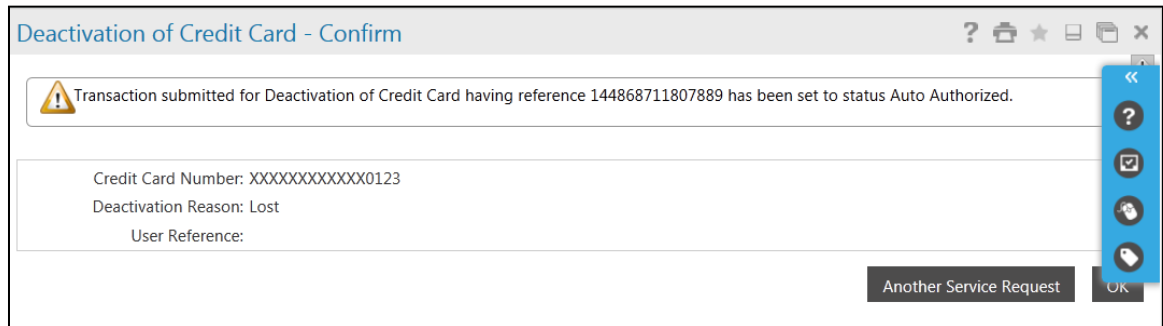 Deactivation of Credit Card - Confirm
Transaction submitted for Deactivation of Credit Card having reference 144868711807889 has been set to status Auto Authorized.
Credit Card Number: XXXXXXXXXXXX0123
Deactivation Reason: Lost
User Reference:
Another Service Request
OK